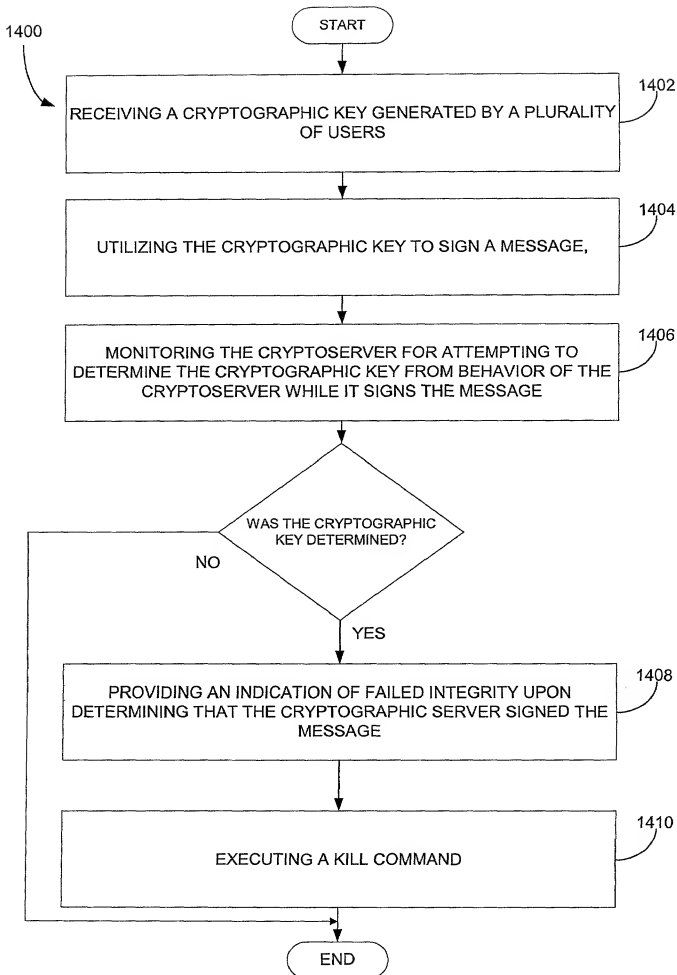 START
1400
1402
RECEIVING A CRYPTOGRAPHIC KEY GENERATED BY A PLURALITY
OF USERS
1404
UTILIZING THE CRYPTOGRAPHIC KEY TO SIGN A MESSAGE,
1406
MONITORING THE CRYPTOSERVER FOR ATTEMPTING TO
DETERMINE THE CRYPTOGRAPHIC KEY FROM BEHAVIOR OF THE
CRYPTOSERVER WHILE IT SIGNS THE MESSAGE
WAS THE CRYPTOGRAPHIC
KEY DETERMINED?
NO
YES
1408
PROVIDING AN INDICATION OF FAILED INTEGRITY UPON
DETERMINING THAT THE CRYPTOGRAPHIC SERVER SIGNED THE
MESSAGE
1410
EXECUTING A KILL COMMAND
END